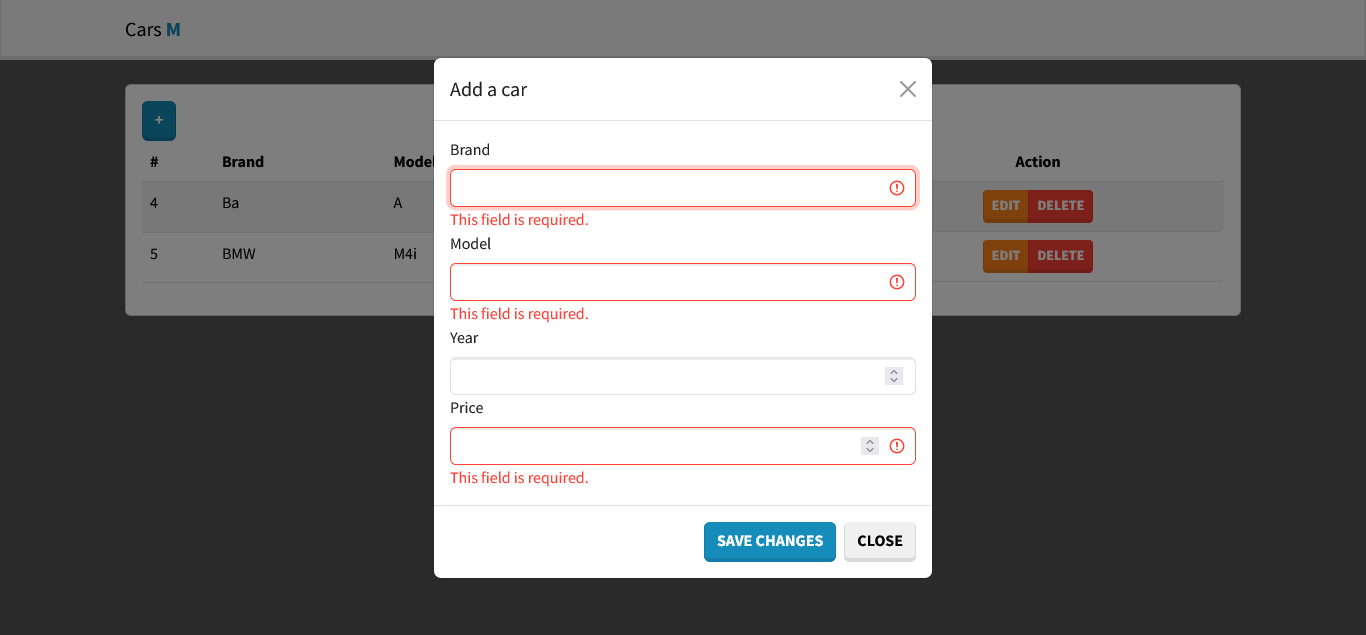 Cars M
Add a car
+
# Brand Model Action
4 Ba A EDIT DELETE
5 BMW M4i EDIT DELETE
Brand
This field is required.
Model
This field is required.
Year
Price
This field is required.
SAVE CHANGES CLOSE